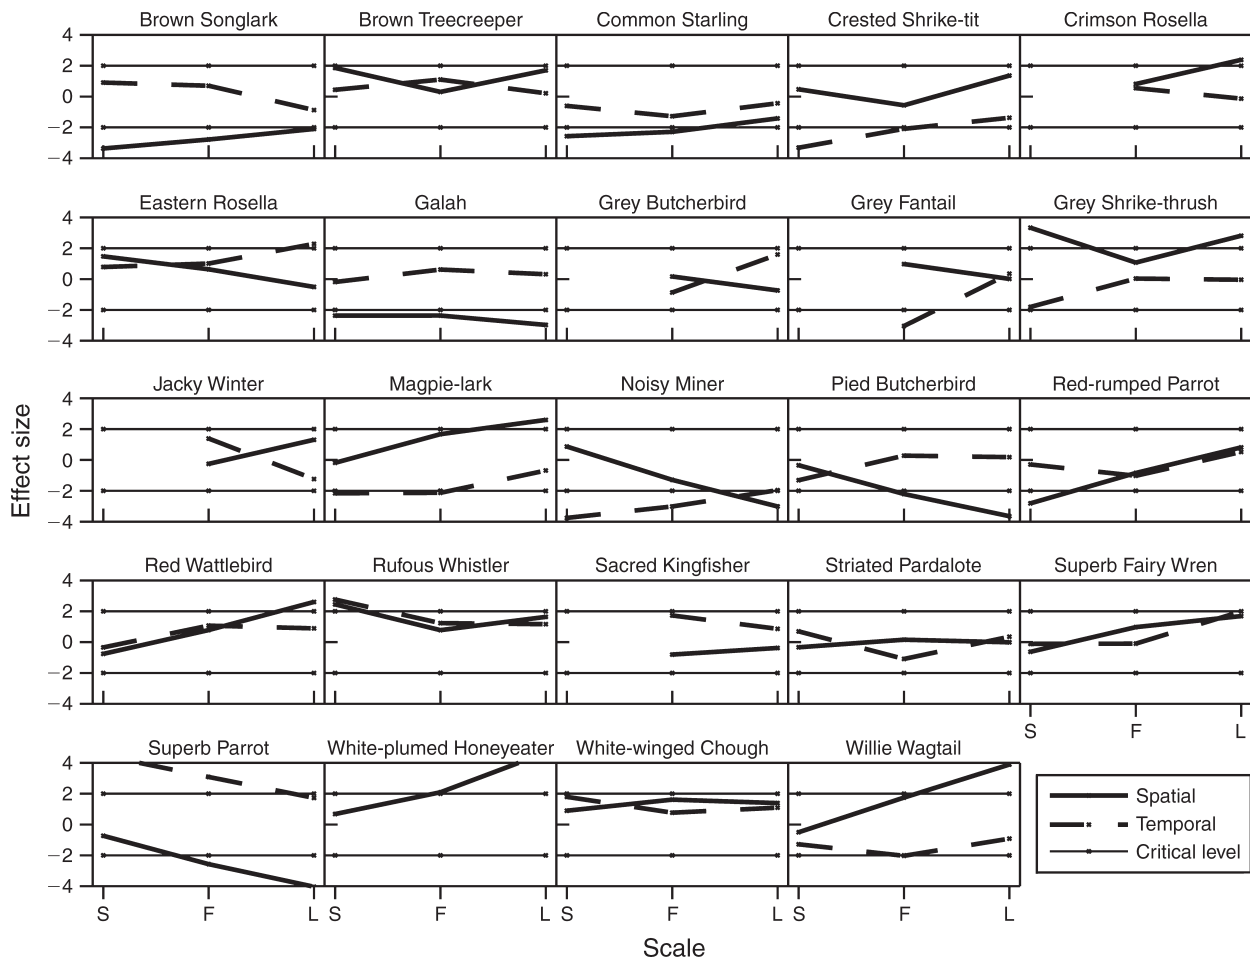 Brown Songlark Brown Treecreeper Common Starling Crested Shrike-tit Crimson Rosella
4
2
0
−2
−4
Eastern Rosella Galah Grey Butcherbird Grey Fantail Grey Shrike-thrush
4
2
0
−2
−4
Jacky Winter Magpie-lark Noisy Miner Pied Butcherbird Red-rumped Parrot
4
2
0
−2
−4
Effect size
Red Wattlebird Rufous Whistler Sacred Kingfisher Striated Pardalote Superb Fairy Wren
4
2
0
−2
−4
S F L
Superb Parrot White-plumed Honeyeater White-winged Chough Willie Wagtail
4
2
0
−2
−4
S F L S F L S F L S F L
Scale
Spatial
Temporal
Critical level